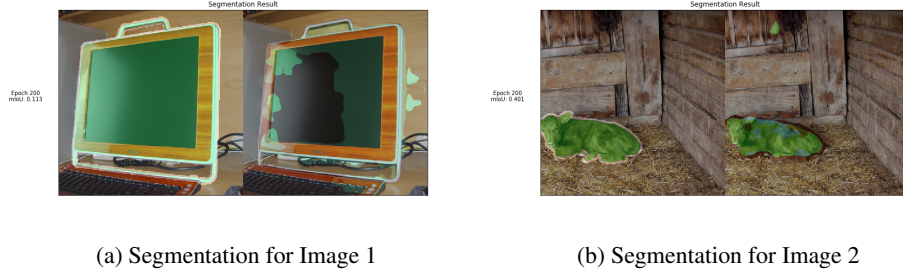 Segmentation Result
Epoch 200
mIoU: 0.113
(a) Segmentation for Image 1
Segmentation Result
Epoch 200
mIoU: 0.401
(b) Segmentation for Image 2